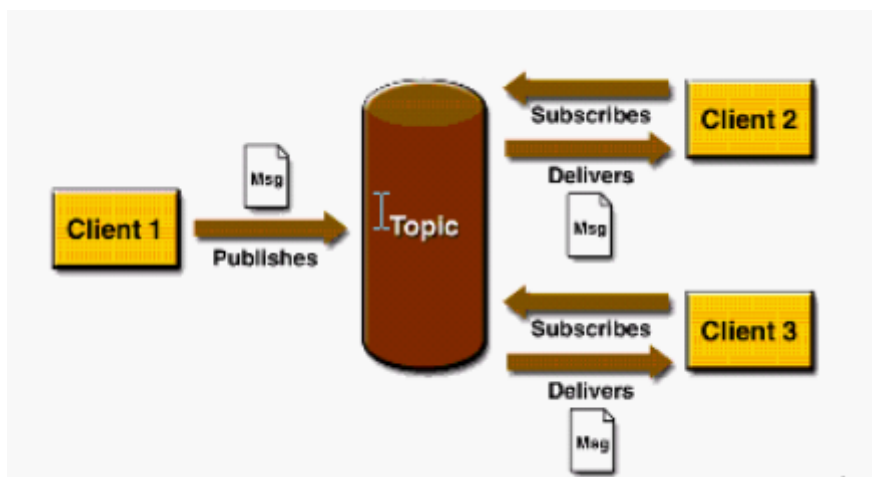 Msg
Client 1
Publishes
Topic
Subscribes
Client 2
Delivers
Msg
Subscribes
Client 3
Delivers
Msg